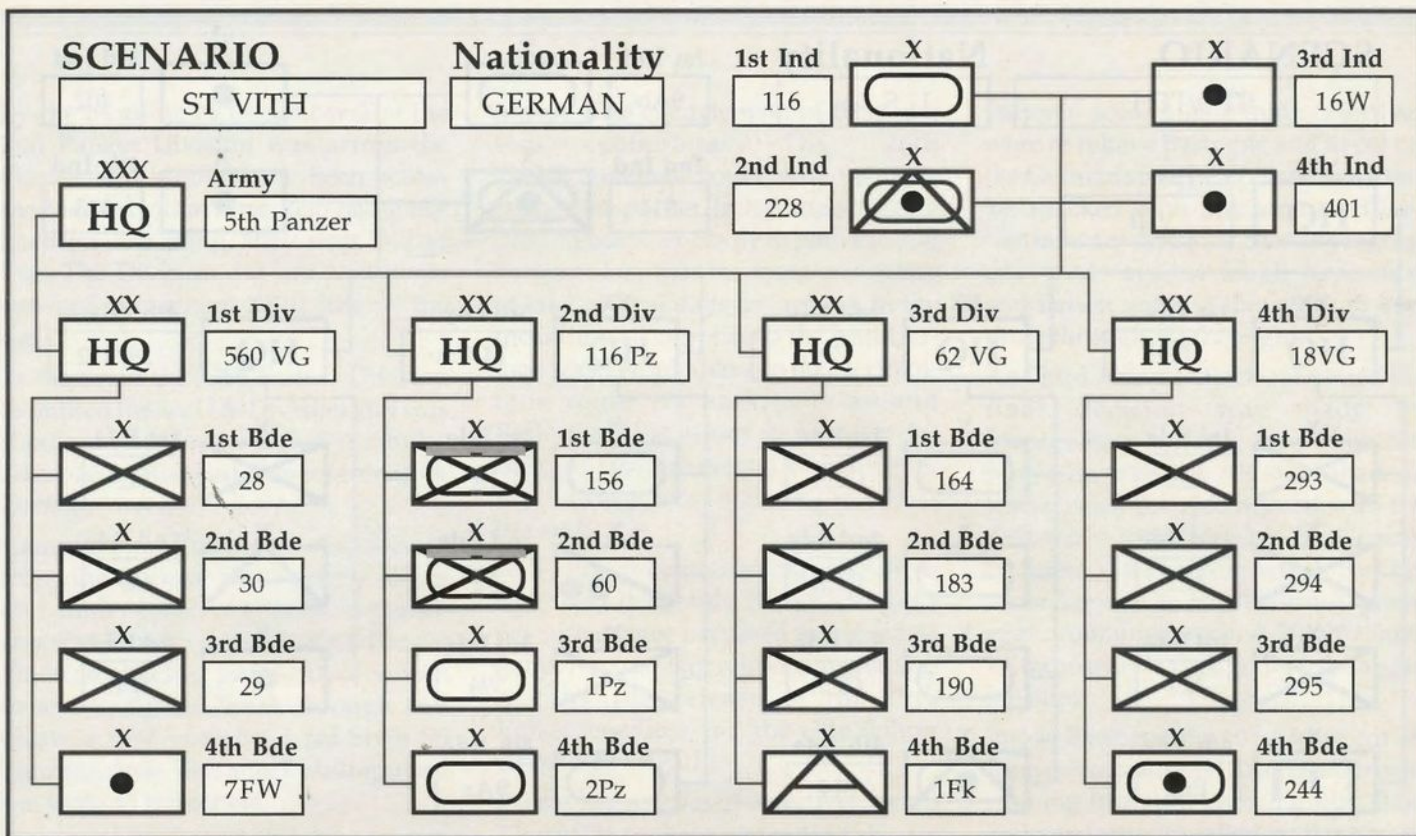 SCENARIO Nationality
ST VITH GERMAN
1st Ind X X 3rd Ind
116 16W
2nd Ind X X 4th Ind
228 401
XXX Army
HQ 5th Panzer
XX 1st Div XX 2nd Div XX 3rd Div XX 4th Div
HQ 560 VG HQ 116 Pz HQ 62 VG HQ 18VG
X 1st Bde X 1st Bde X 1st Bde X 1st Bde
28 156 164 293
X 2nd Bde X 2nd Bde X 2nd Bde X 2nd Bde
30 60 183 294
X 3rd Bde X 3rd Bde X 3rd Bde X 3rd Bde
29 1Pz 190 295
X 4th Bde X 4th Bde X 4th Bde X 4th Bde
7FW 2Pz 1Fk 244